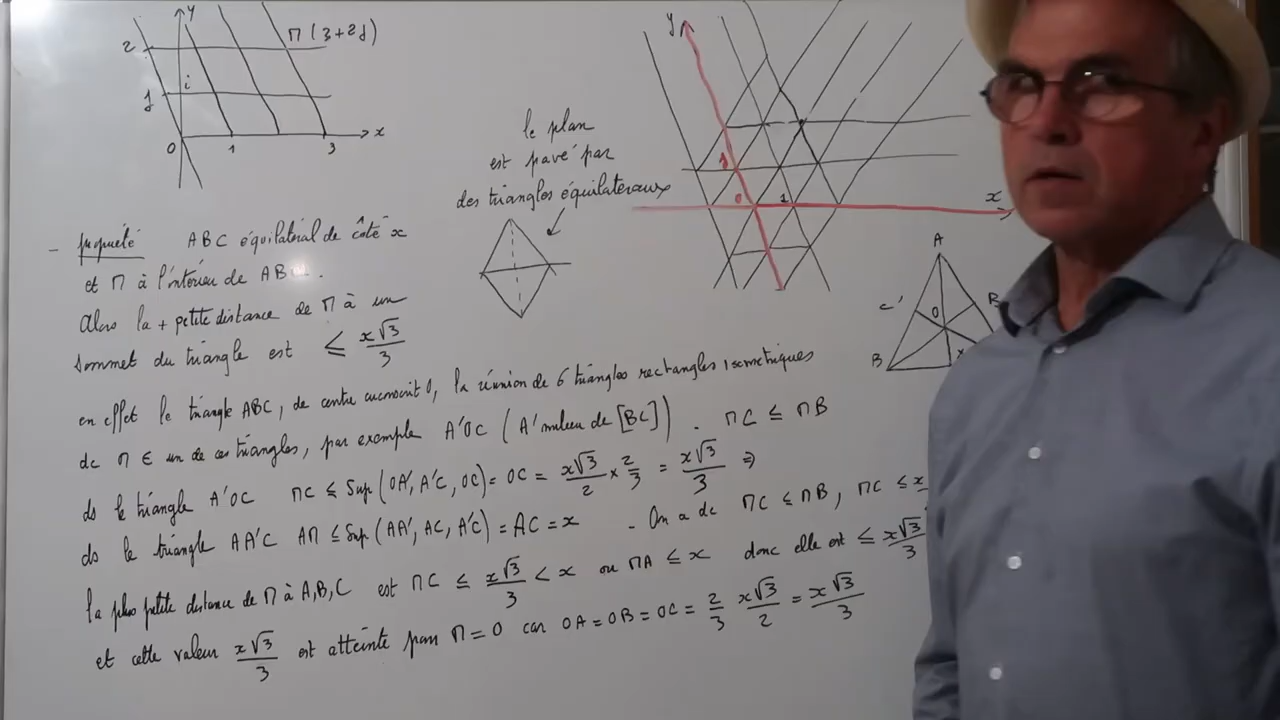 y
2
M (3+2j)
j
i
0 1 3 x
le plan
est pavé par
des triangles équilatéraux
y
j
0 1
x
- propriété ABC équilatéral de côté x
et M à l'intérieur de ABC.
Alors la + petite distance de M à un
sommet du triangle est ≤ x√3/3
A
C' O B
B x
en effet le triangle ABC, de centre circonscrit O, la réunion de 6 triangles rectangles isométriques
dc M ∈ un de ces triangles, par exemple A'OC (A' milieu de [BC]). MC ≤ MB
ds le triangle A'OC MC ≤ Sup (OA', A'C, OC) = OC = x√3/2 × 2/3 = x√3/3 ⇒
ds le triangle AA'C AM ≤ Sup (AA', AC, A'C) = AC = x - On a dc MC ≤ MB, MC ≤ x
la plus petite distance de M à A,B,C est MC ≤ x√3/3 < x ou MA ≤ x donc elle est ≤ x√3/3
et cette valeur x√3/3 est atteinte pour M = O car OA = OB = OC = 2/3 x√3/2 = x√3/3